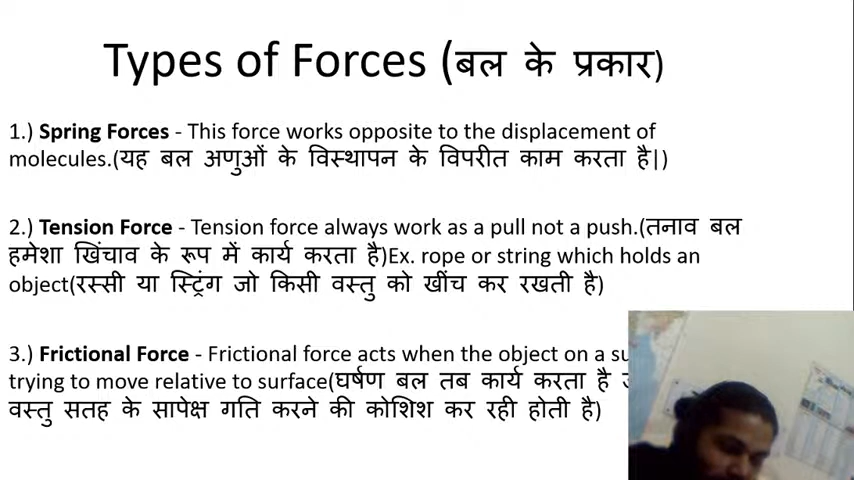 Types of Forces (बल के प्रकार)
1.) Spring Forces - This force works opposite to the displacement of
molecules.(यह बल अणुओं के विस्थापन के विपरीत काम करता है|)
2.) Tension Force - Tension force always work as a pull not a push.(तनाव बल
हमेशा खिंचाव के रूप में कार्य करता है)Ex. rope or string which holds an
object(रस्सी या स्ट्रिंग जो किसी वस्तु को खींच कर रखती है)
3.) Frictional Force - Frictional force acts when the object on a
trying to move relative to surface(घर्षण बल तब कार्य करता है
वस्तु सतह के सापेक्ष गति करने की कोशिश कर रही होती है)